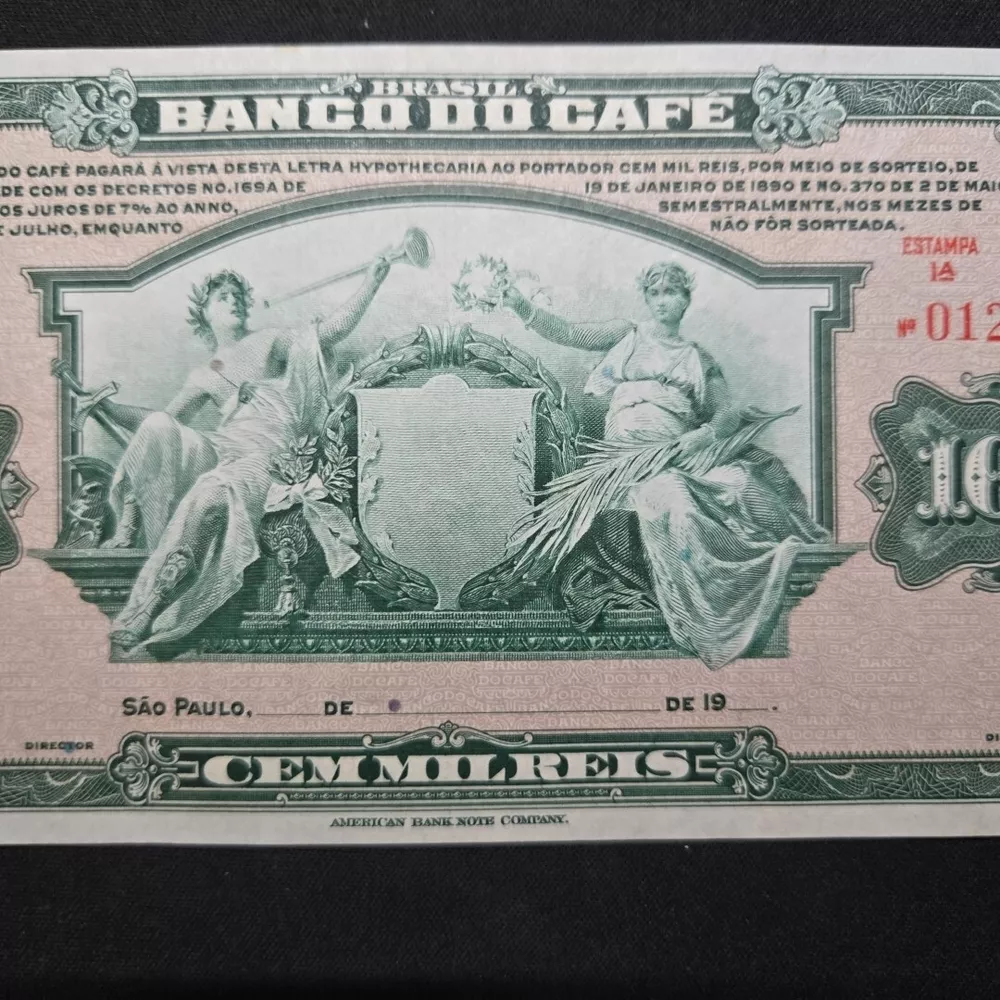 BRASIL
BANCO DO CAFÉ
DO CAFÉ PAGARÁ Á VISTA DESTA LETRA HYPOTHECARIA AO PORTADOR CEM MIL REIS, POR MEIO DE SORTEIO, DE
DE COM OS DECRETOS NO. 169A DE 19 DE JANEIRO DE 1890 E NO. 370 DE 2 DE MAIO
OS JUROS DE 7% AO ANNO, SEMESTRALMENTE, NOS MEZES DE
E JULHO, EMQUANTO NÃO FÔR SORTEADA.
ESTAMPA
1A
Nº 012
10
SÃO PAULO, DE DE 19 .
DIRECTOR
DI
CEM MIL REIS
AMERICAN BANK NOTE COMPANY.